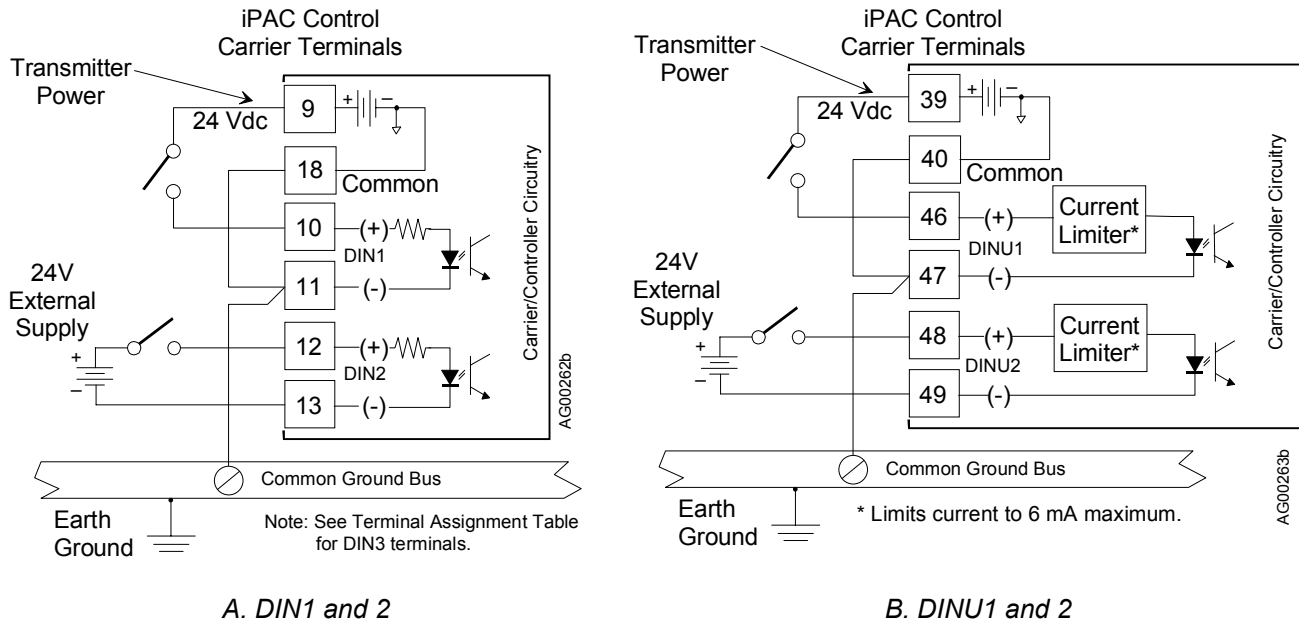 iPAC Control
Carrier Terminals
Transmitter
Power
24 Vdc
9
+
–
18
Common
10
(+)
DIN1
11
(-)
24V
External
Supply
+
–
12
(+)
DIN2
13
(-)
Carrier/Controller Circuitry
AG00262b
Common Ground Bus
Earth
Ground
Note: See Terminal Assignment Table
for DIN3 terminals.
A. DIN1 and 2
iPAC Control
Carrier Terminals
Transmitter
Power
24 Vdc
39
+
–
40
Common
46
(+)
DINU1
Current
Limiter*
47
(-)
24V
External
Supply
+
–
48
(+)
DINU2
Current
Limiter*
49
(-)
Carrier/Controller Circuitry
AG00263b
Common Ground Bus
Earth
Ground
* Limits current to 6 mA maximum.
B. DINU1 and 2